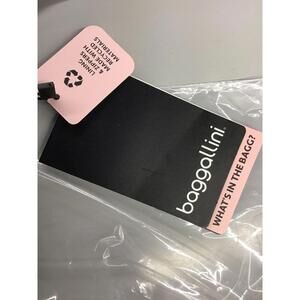 LINING
& ZIPPERS
MADE WITH
RECYCLED
MATERIALS
baggallini®
WHAT'S IN THE BAGG?